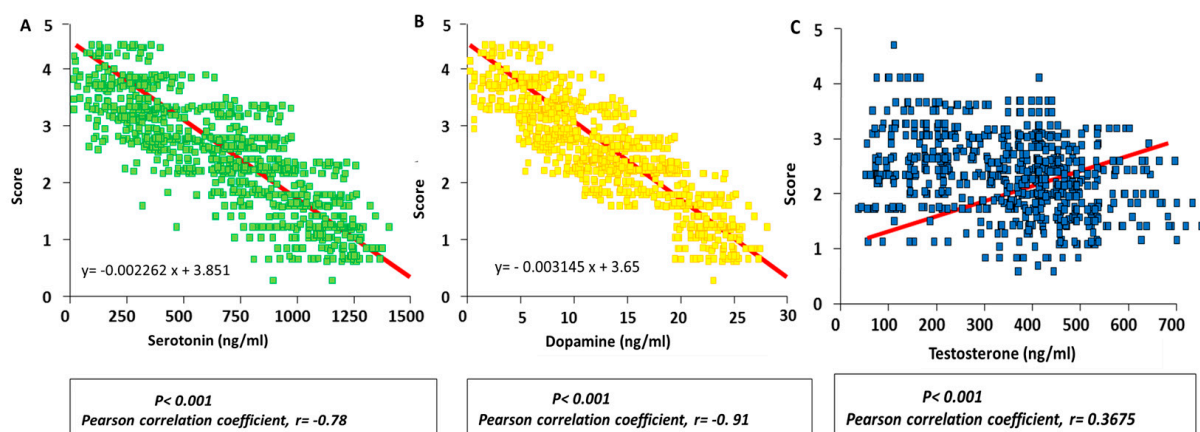 A
5
4
3
2
1
0
Score
0 250 500 750 1000 1250 1500
Serotonin (ng/ml)
y= -0.002262 x + 3.851
P< 0.001
Pearson correlation coefficient, r= -0.78
B
5
4
3
2
1
0
Score
0 5 10 15 20 25 30
Dopamine (ng/ml)
y= - 0.003145 x + 3.65
P< 0.001
Pearson correlation coefficient, r= -0. 91
C
5
4
3
2
1
0
Score
0 100 200 300 400 500 600 700
Testosterone (ng/ml)
P< 0.001
Pearson correlation coefficient, r= 0.3675